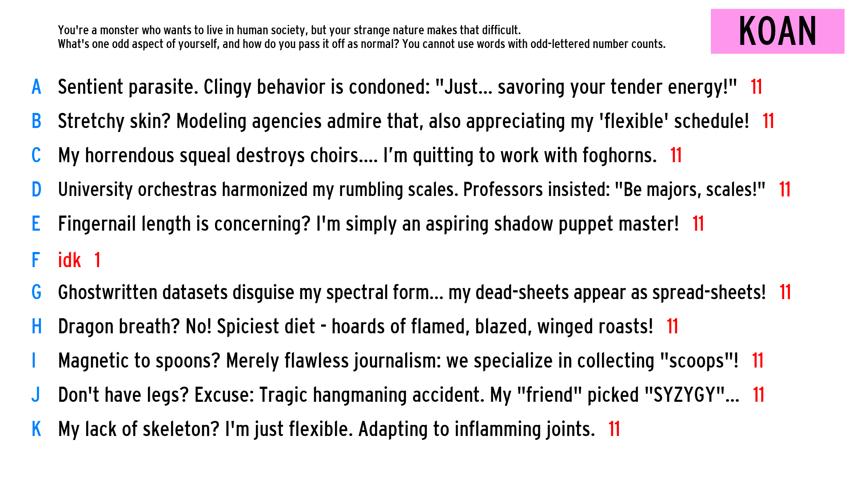 You're a monster who wants to live in human society, but your strange nature makes that difficult.
What's one odd aspect of yourself, and how do you pass it off as normal? You cannot use words with odd-lettered number counts.
KOAN
A Sentient parasite. Clingy behavior is condoned: "Just... savoring your tender energy!" 11
B Stretchy skin? Modeling agencies admire that, also appreciating my 'flexible' schedule! 11
C My horrendous squeal destroys choirs.... I'm quitting to work with foghorns. 11
D University orchestras harmonized my rumbling scales. Professors insisted: "Be majors, scales!" 11
E Fingernail length is concerning? I'm simply an aspiring shadow puppet master! 11
F idk 1
G Ghostwritten datasets disguise my spectral form... my dead-sheets appear as spread-sheets! 11
H Dragon breath? No! Spiciest diet - hoards of flamed, blazed, winged roasts! 11
I Magnetic to spoons? Merely flawless journalism: we specialize in collecting "scoops"! 11
J Don't have legs? Excuse: Tragic hangmaning accident. My "friend" picked "SYZYGY"... 11
K My lack of skeleton? I'm just flexible. Adapting to inflamming joints. 11